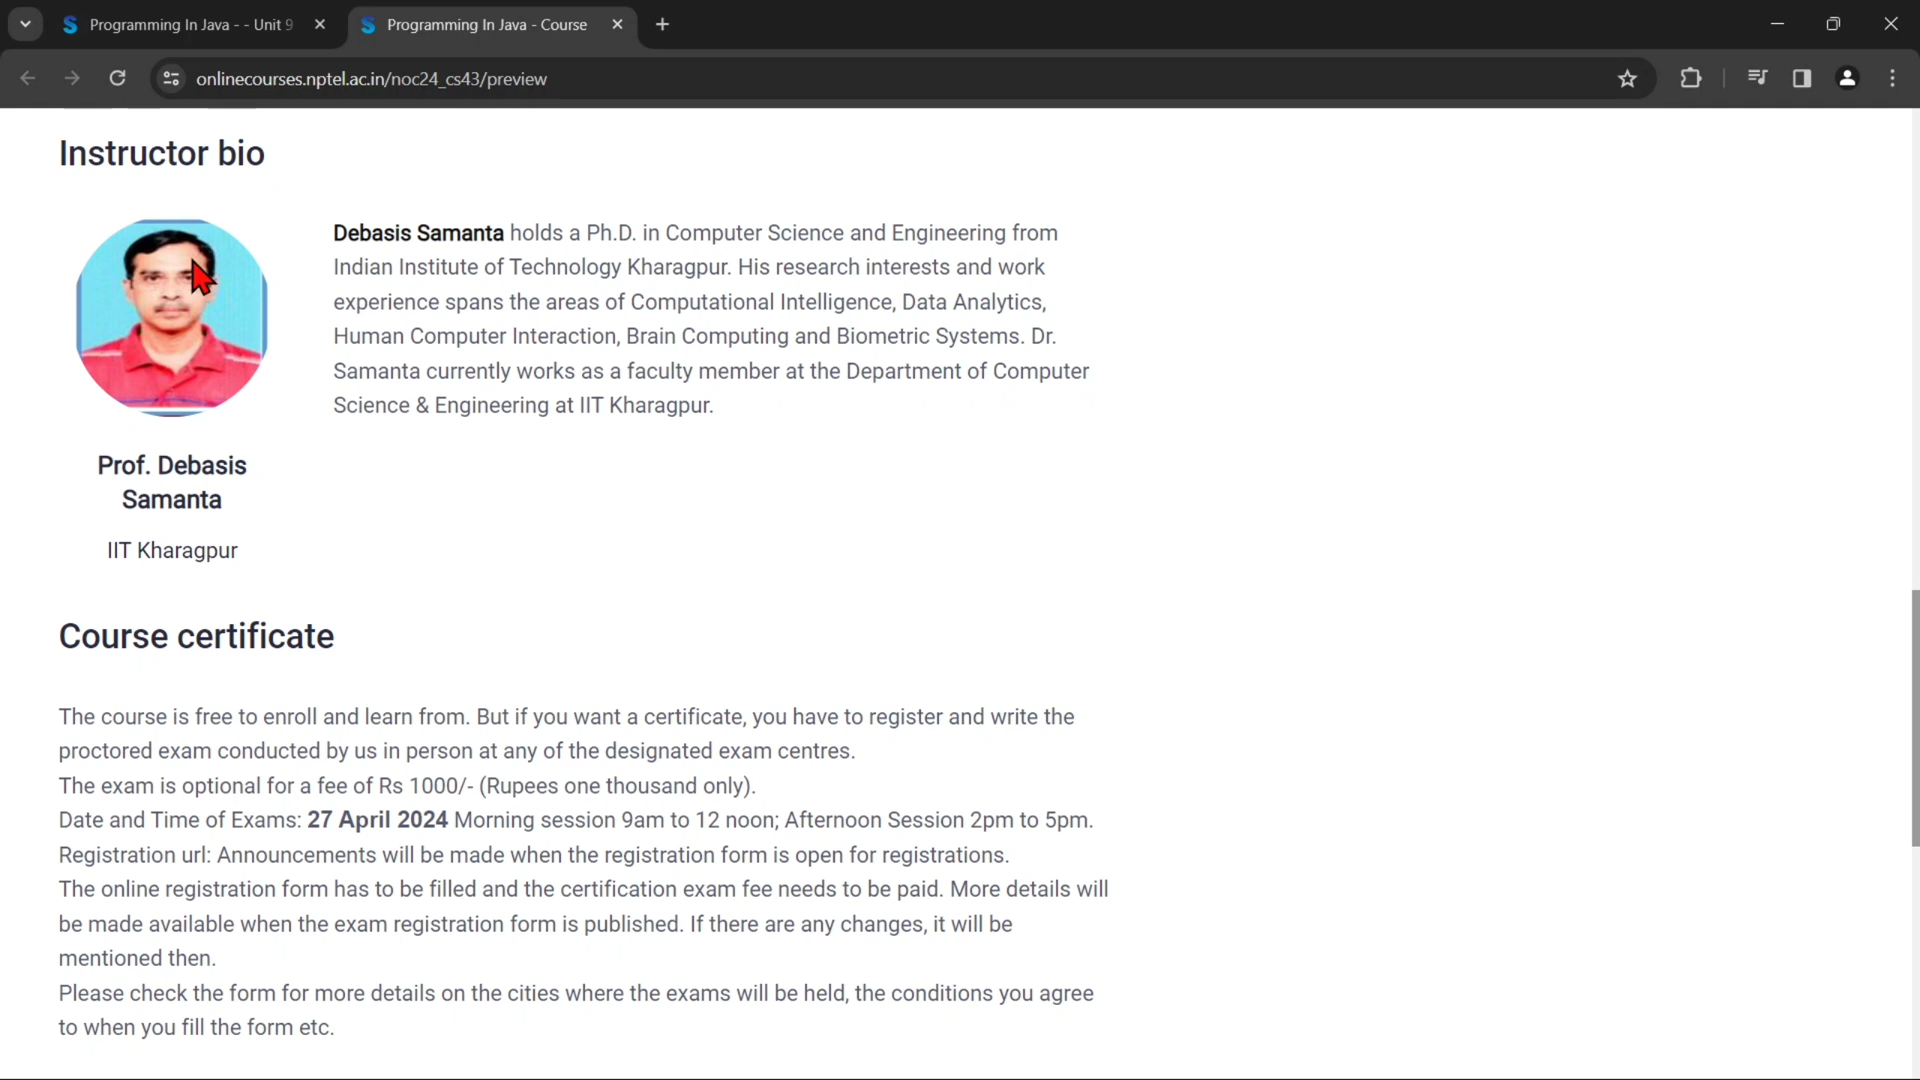 Programming In Java - - Unit 9
Programming In Java - Course
onlinecourses.nptel.ac.in/noc24_cs43/preview
Instructor bio
Debasis Samanta holds a Ph.D. in Computer Science and Engineering from
Indian Institute of Technology Kharagpur. His research interests and work
experience spans the areas of Computational Intelligence, Data Analytics,
Human Computer Interaction, Brain Computing and Biometric Systems. Dr.
Samanta currently works as a faculty member at the Department of Computer
Science & Engineering at IIT Kharagpur.
Prof. Debasis
Samanta
IIT Kharagpur
Course certificate
The course is free to enroll and learn from. But if you want a certificate, you have to register and write the
proctored exam conducted by us in person at any of the designated exam centres.
The exam is optional for a fee of Rs 1000/- (Rupees one thousand only).
Date and Time of Exams: 27 April 2024 Morning session 9am to 12 noon; Afternoon Session 2pm to 5pm.
Registration url: Announcements will be made when the registration form is open for registrations.
The online registration form has to be filled and the certification exam fee needs to be paid. More details will
be made available when the exam registration form is published. If there are any changes, it will be
mentioned then.
Please check the form for more details on the cities where the exams will be held, the conditions you agree
to when you fill the form etc.